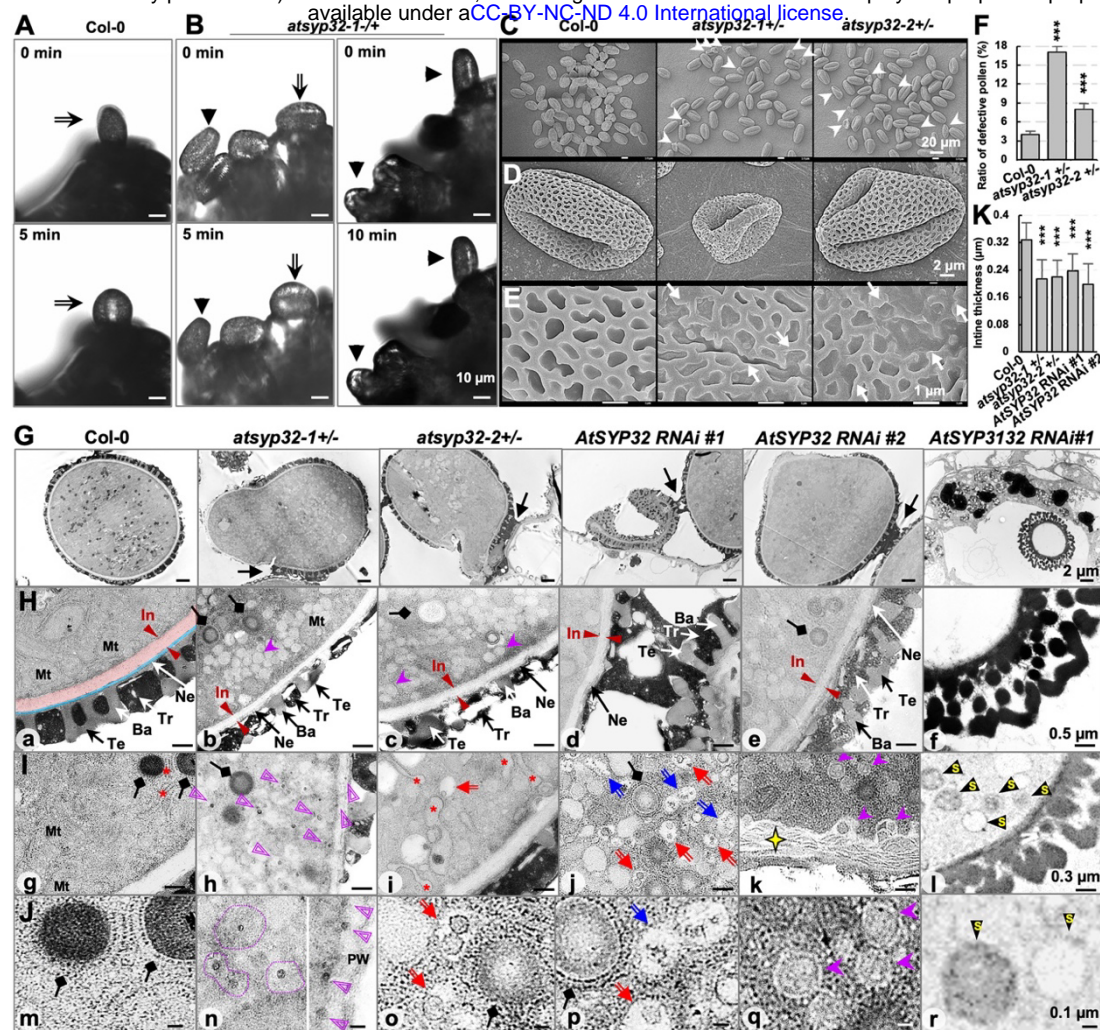 available under aCC-BY-NC-ND 4.0 International license.
A Col-0
0 min
5 min
B atsyp32-1-/+
0 min
5 min
10 min
10 µm
C Col-0 atsyp32-1+/- atsyp32-2+/-
20 µm
D
2 µm
E
1 µm
F
Ratio of defective pollen (%)
18
15
12
9
6
3
0
***
***
Col-0
atsyp32-1 +/-
atsyp32-2 +/-
K
Intine thickness (µm)
0.4
0.32
0.24
0.16
0.08
0
***
***
***
***
Col-0
atsyp32-1 +/-
atsyp32-2 +/-
AtSYP32 RNAi #1
AtSYP32 RNAi #2
G Col-0 atsyp32-1+/- atsyp32-2+/- AtSYP32 RNAi #1 AtSYP32 RNAi #2 AtSYP3132 RNAi#1
2 µm
H
In
Mt Mt
Ne
Ba Tr
Te
a
Mt
In
Te
Tr
Ba
Ne
b
In
Ne
Ba
Tr
Te
c
Ba
Tr
In
Te
Ne
d
Ne
In
Te
Tr
Ba
e
f
0.5 µm
I
*
*
Mt
Mt
g
h
*
*
*
*
i
j
k
S
S
S
S
S
l
0.3 µm
J
m
PW
n
o
p
q
S
S
r
0.1 µm